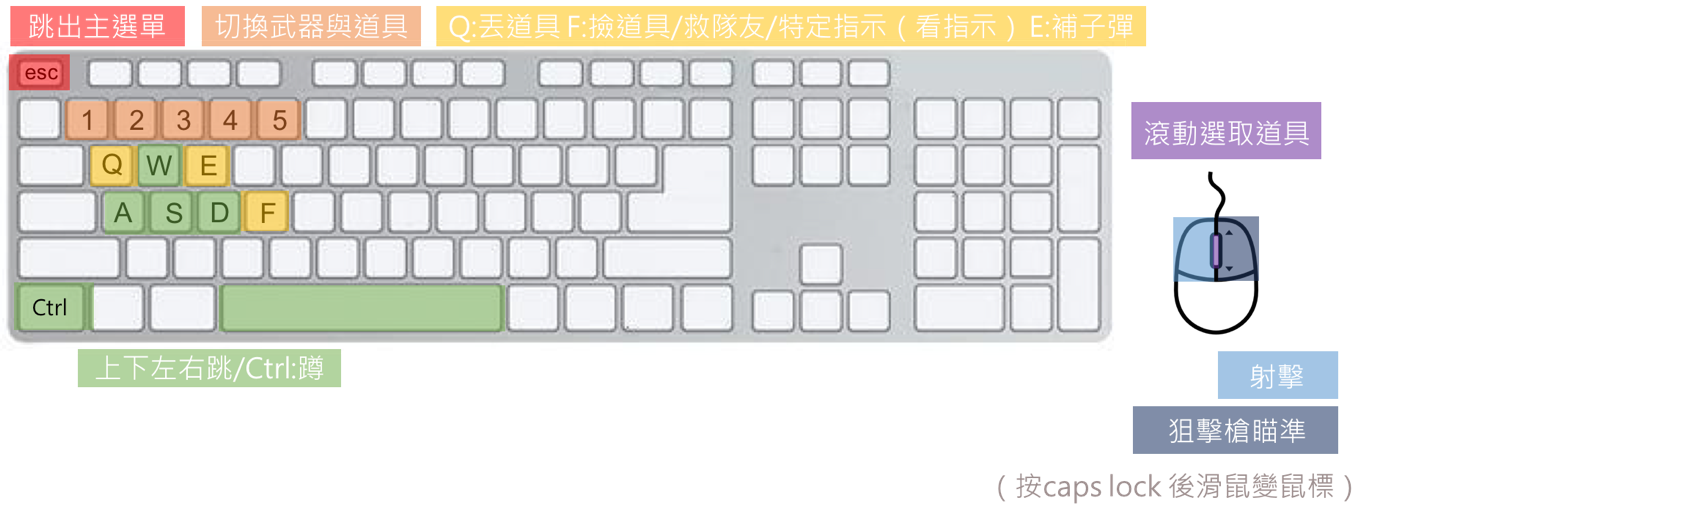 跳出主選單 切換武器與道具 Q:丟道具 F:撿道具/救隊友/特定指示（看指示） E:補子彈
esc
1 2 3 4 5
滾動選取道具
Q W E
A S D F
Ctrl
上下左右跳/Ctrl:蹲
射擊
狙擊槍瞄準
（按caps lock 後滑鼠變鼠標）